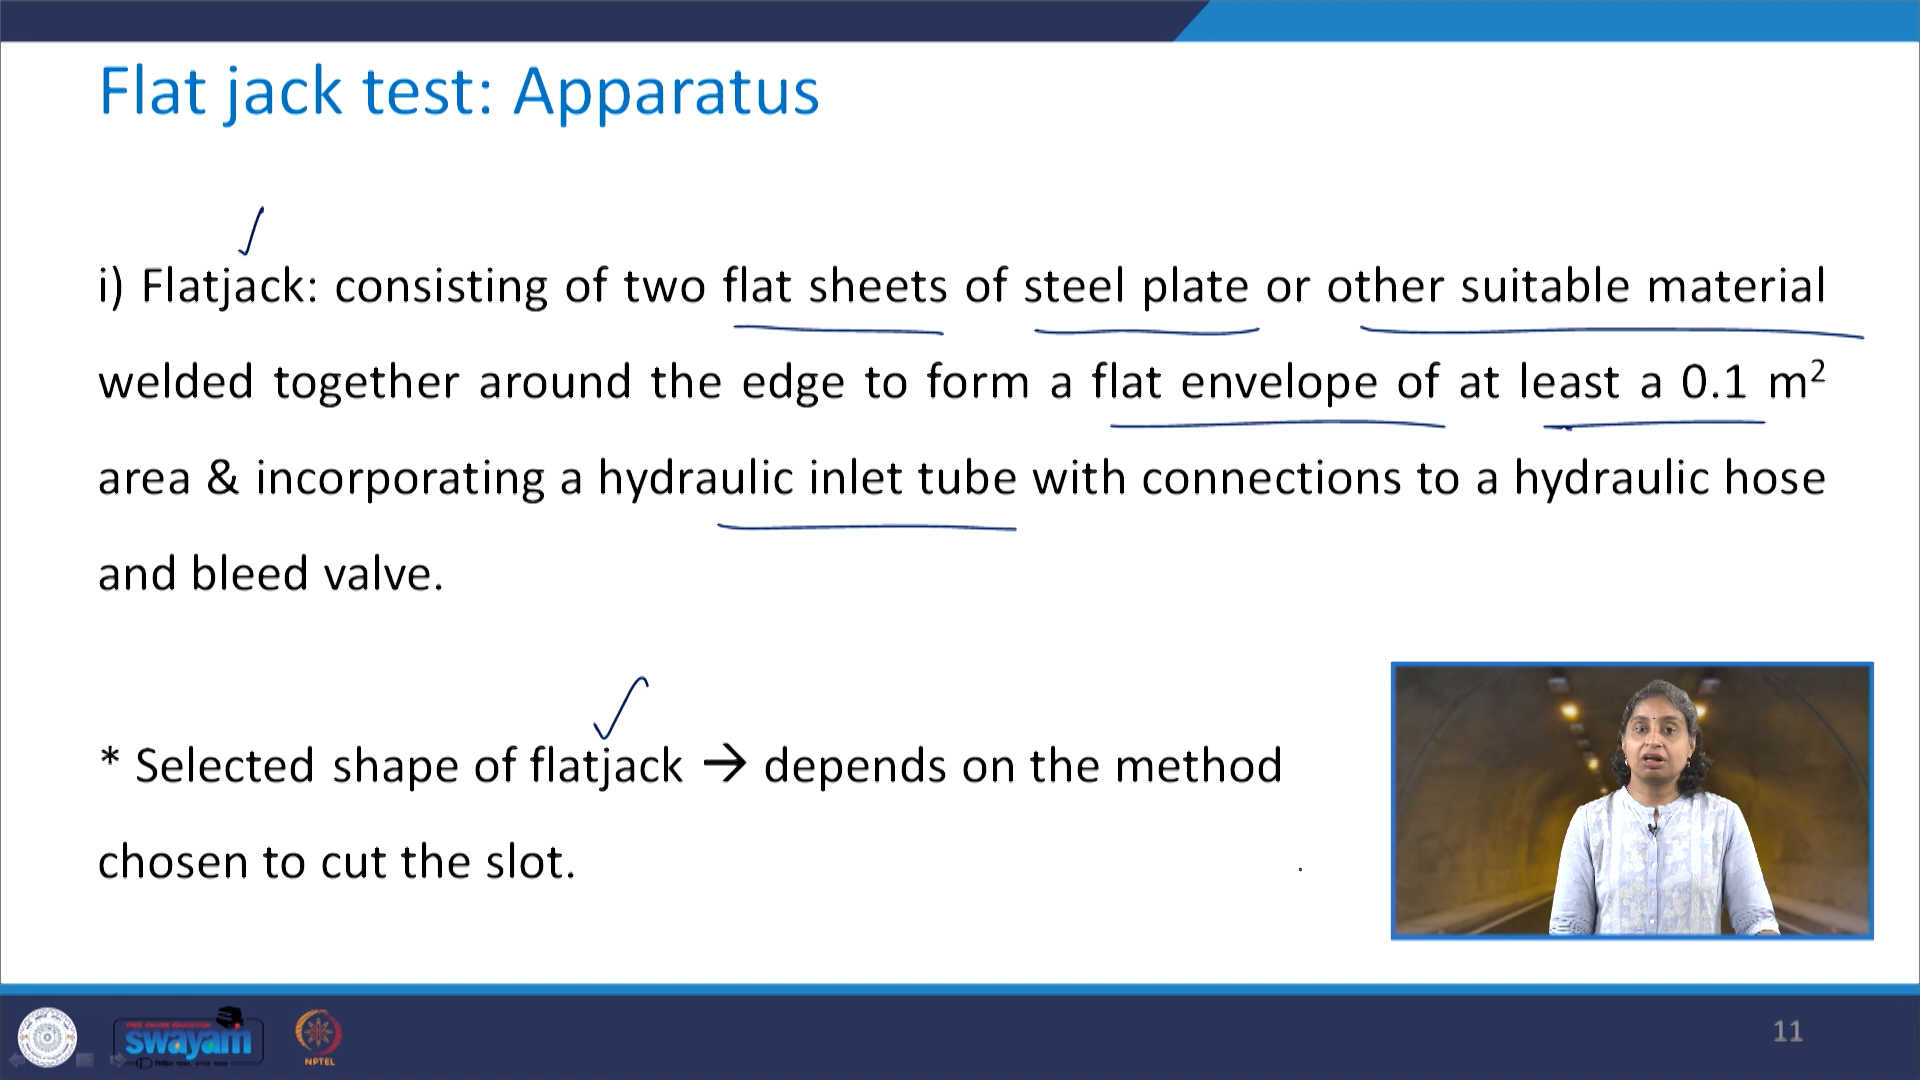 Flat jack test: Apparatus
i) Flatjack: consisting of two flat sheets of steel plate or other suitable material
welded together around the edge to form a flat envelope of at least a 0.1 m²
area & incorporating a hydraulic inlet tube with connections to a hydraulic hose
and bleed valve.
* Selected shape of flatjack → depends on the method
chosen to cut the slot.
FREE ONLINE EDUCATION
swayam
NPTEL
11